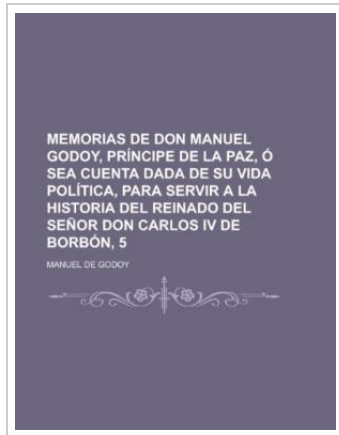 MEMORIAS DE DON MANUEL
GODOY, PRÍNCIPE DE LA PAZ, Ó
SEA CUENTA DADA DE SU VIDA
POLÍTICA, PARA SERVIR A LA
HISTORIA DEL REINADO DEL
SEÑOR DON CARLOS IV DE
BORBÓN, 5
MANUEL DE GODOY